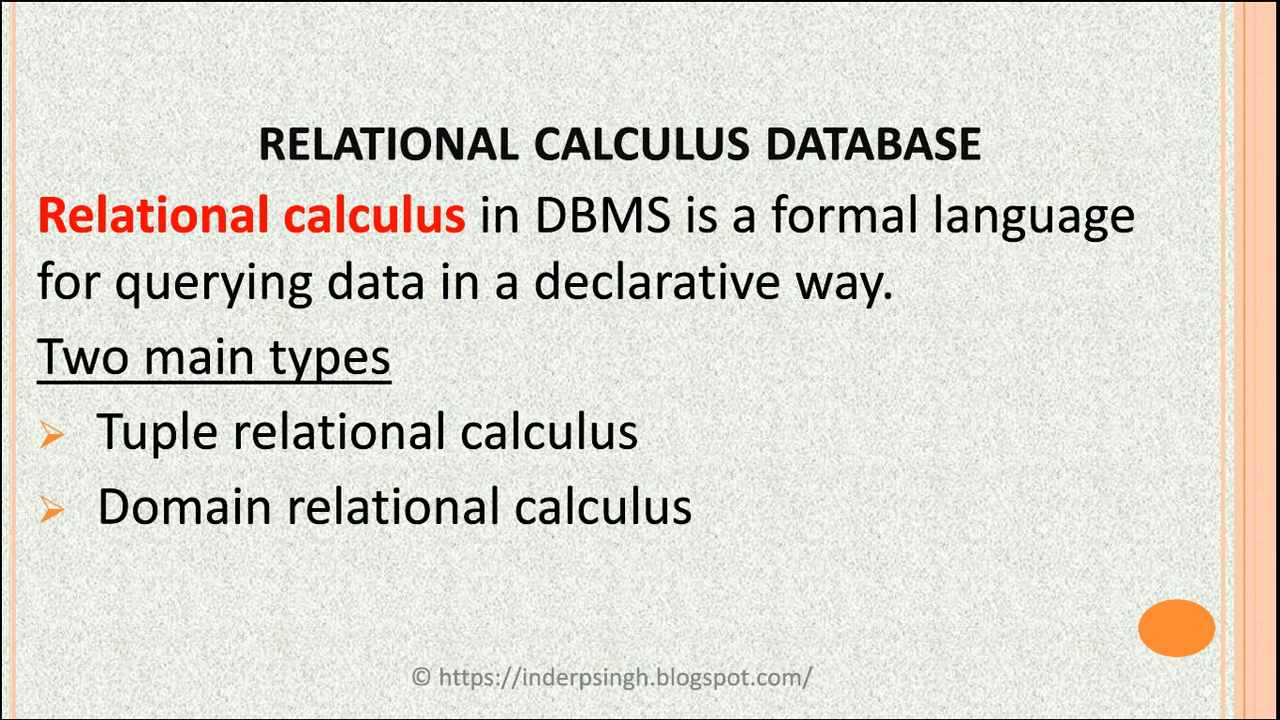 RELATIONAL CALCULUS DATABASE
Relational calculus in DBMS is a formal language
for querying data in a declarative way.
Two main types
➢ Tuple relational calculus
➢ Domain relational calculus
© https://inderpsingh.blogspot.com/